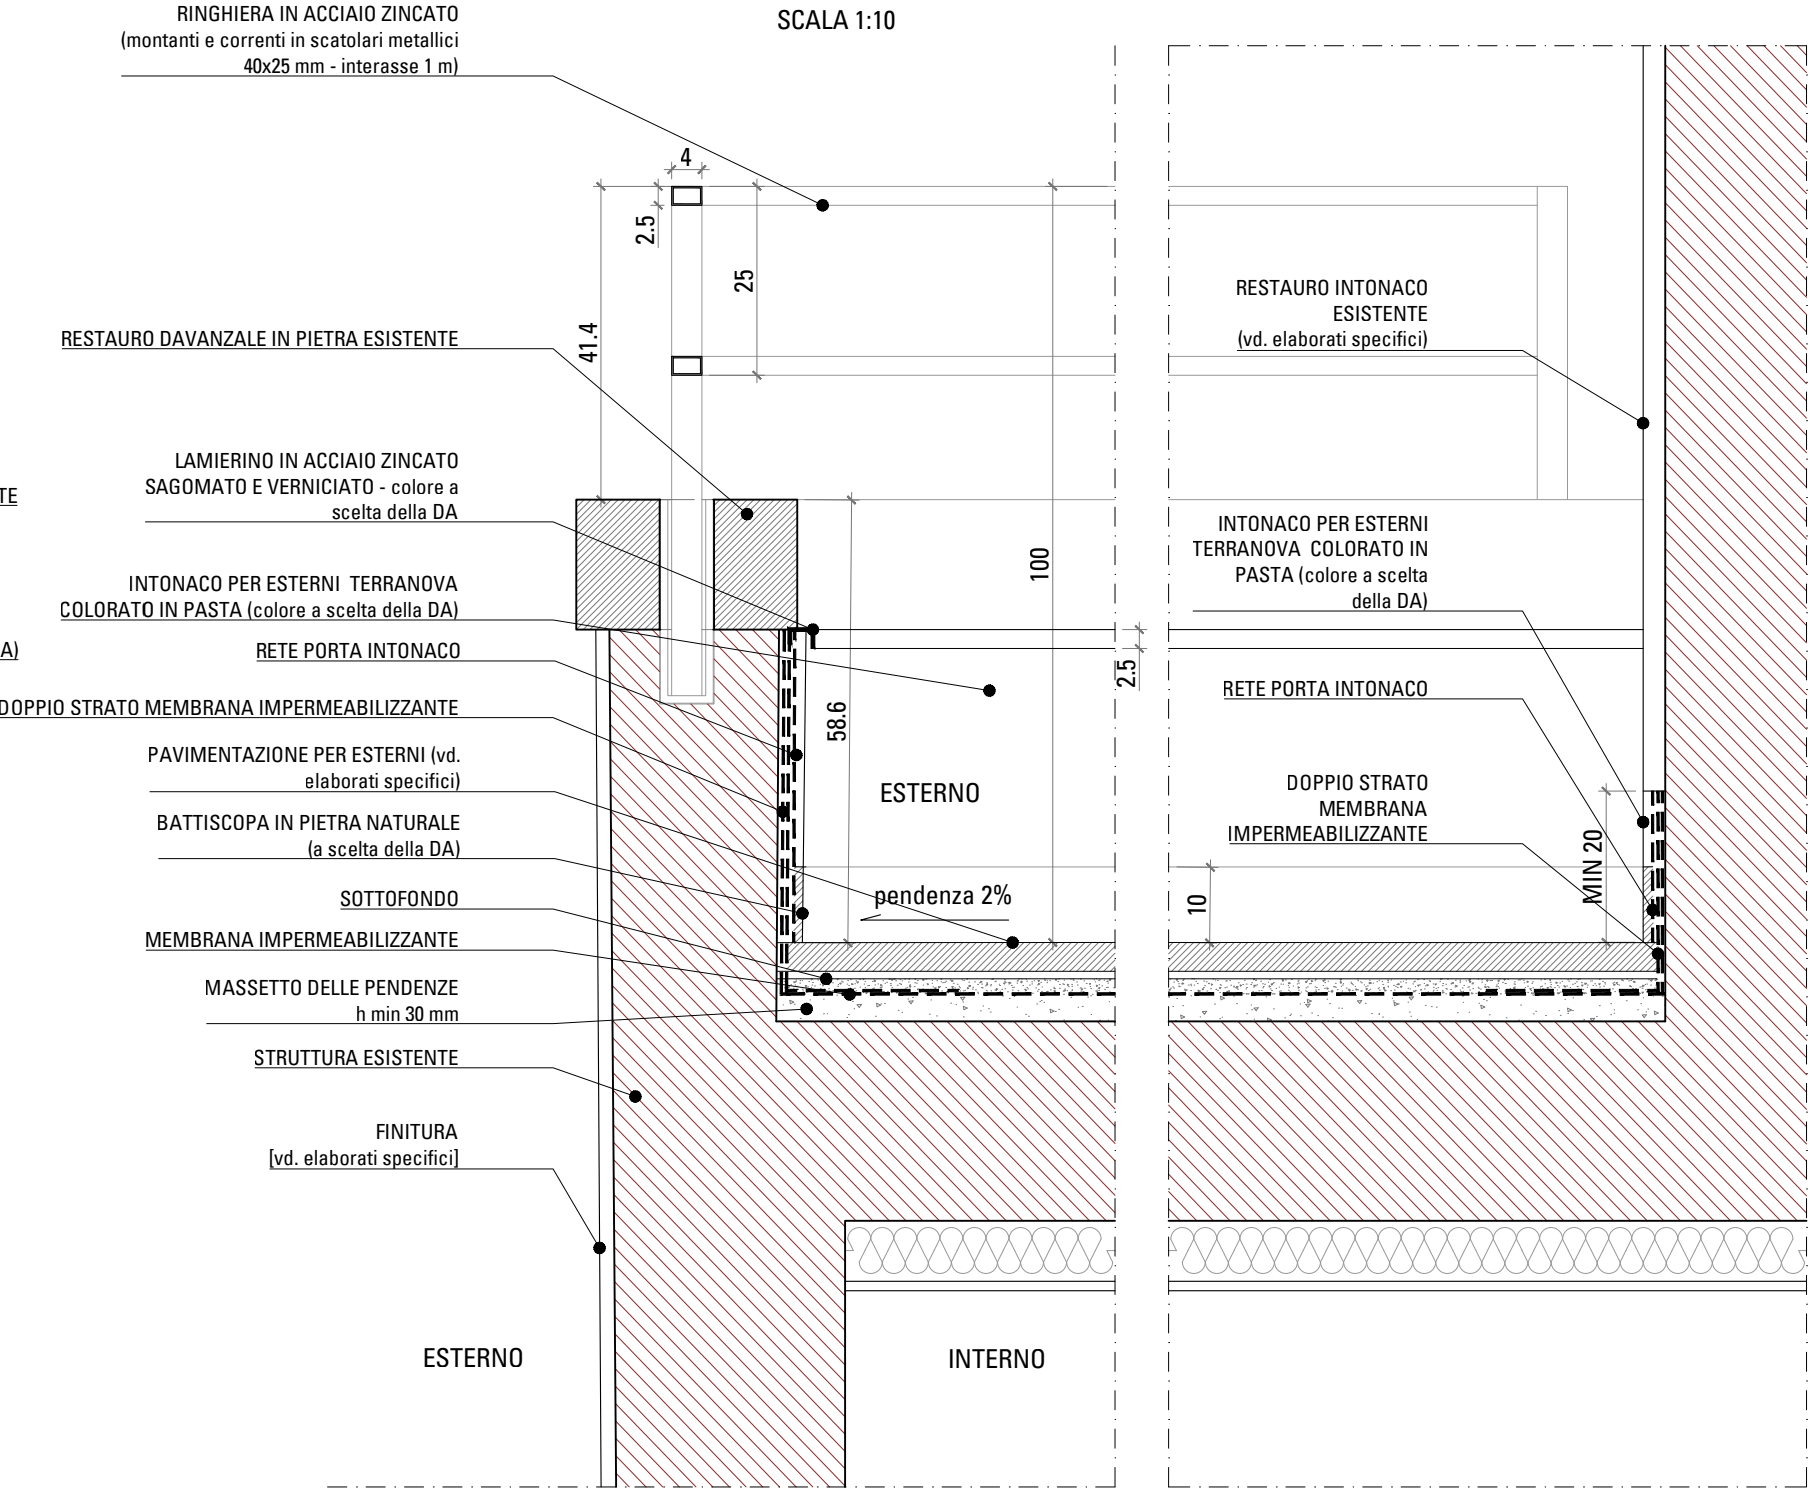 SCALA 1:10
RINGHIERA IN ACCIAIO ZINCATO
(montanti e correnti in scatolari metallici
40x25 mm - interasse 1 m)
4
2.5
25
41.4
RESTAURO DAVANZALE IN PIETRA ESISTENTE
LAMIERINO IN ACCIAIO ZINCATO
SAGOMATO E VERNICIATO - colore a
scelta della DA
TE
INTONACO PER ESTERNI TERRANOVA
COLORATO IN PASTA (colore a scelta della DA)
A)
RETE PORTA INTONACO
DOPPIO STRATO MEMBRANA IMPERMEABILIZZANTE
PAVIMENTAZIONE PER ESTERNI (vd.
elaborati specifici)
BATTISCOPA IN PIETRA NATURALE
(a scelta della DA)
SOTTOFONDO
MEMBRANA IMPERMEABILIZZANTE
MASSETTO DELLE PENDENZE
h min 30 mm
STRUTTURA ESISTENTE
FINITURA
[vd. elaborati specifici]
ESTERNO
100
58.6
2.5
ESTERNO
pendenza 2%
10
MIN 20
RESTAURO INTONACO
ESISTENTE
(vd. elaborati specifici)
INTONACO PER ESTERNI
TERRANOVA COLORATO IN
PASTA (colore a scelta
della DA)
RETE PORTA INTONACO
DOPPIO STRATO
MEMBRANA
IMPERMEABILIZZANTE
INTERNO